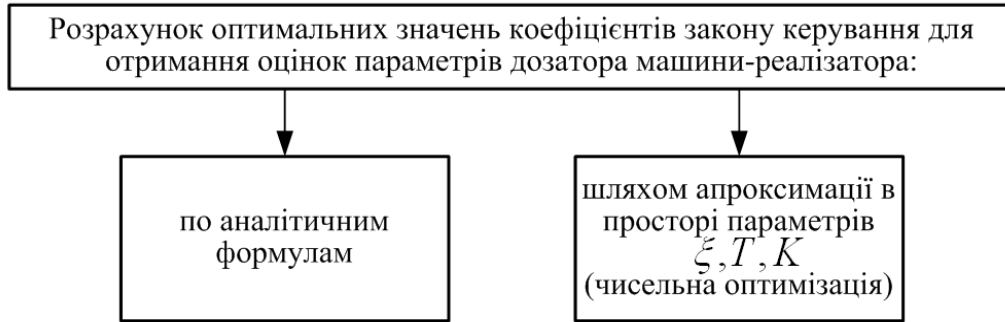 Розрахунок оптимальних значень коефіцієнтів закону керування для
отримання оцінок параметрів дозатора машини-реалізатора:
по аналітичним
формулам
шляхом апроксимації в
просторі параметрів
ξ, T, K
(чисельна оптимізація)